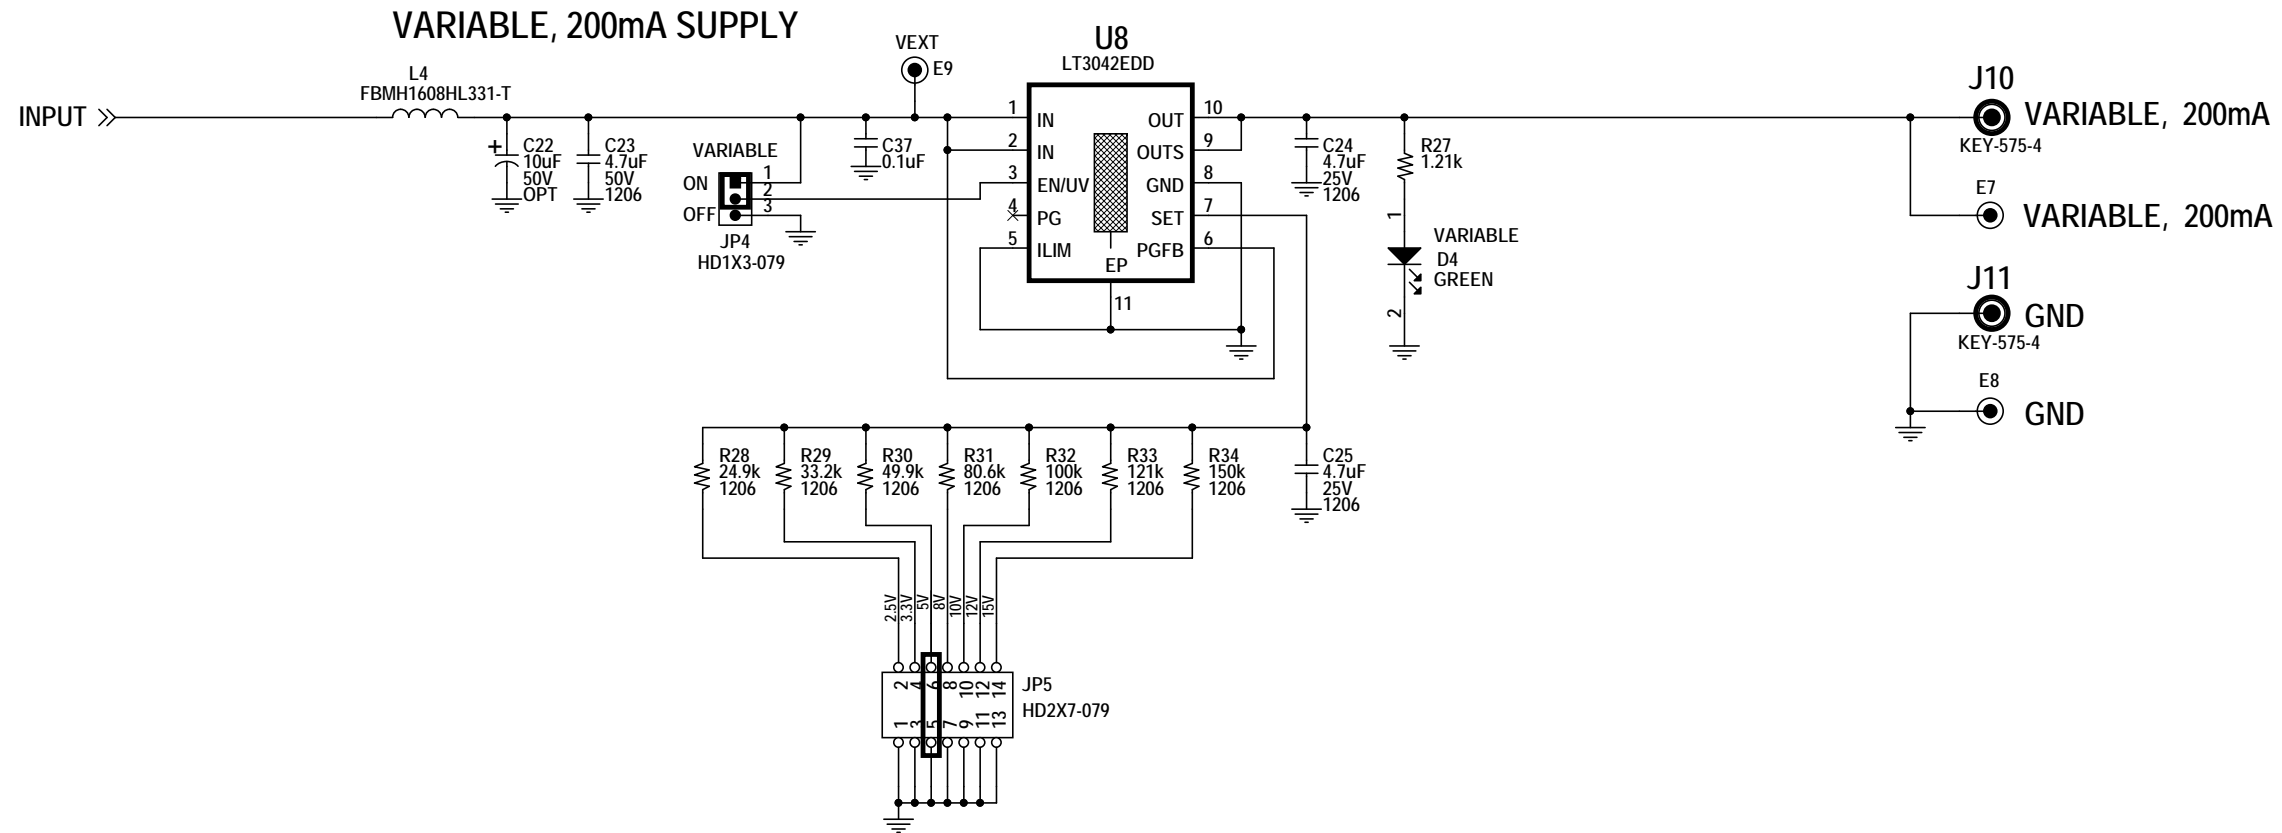 VARIABLE, 200mA SUPPLY
INPUT
L4
FBMH1608HL331-T
+
C22
10uF
50V
OPT
C23
4.7uF
50V
1206
VARIABLE
ON
OFF
1
2
3
JP4
HD1X3-079
C37
0.1uF
VEXT
E9
U8
LT3042EDD
1
IN
2
IN
3
EN/UV
4
PG
5
ILIM
10
OUT
9
OUTS
8
GND
7
SET
6
PGFB
EP
11
C24
4.7uF
25V
1206
R27
1.21k
1
2
VARIABLE
D4
GREEN
J10
KEY-575-4
VARIABLE, 200mA
E7
VARIABLE, 200mA
J11
KEY-575-4
GND
E8
GND
R28
24.9k
1206
R29
33.2k
1206
R30
49.9k
1206
R31
80.6k
1206
R32
100k
1206
R33
121k
1206
R34
150k
1206
C25
4.7uF
25V
1206
2.5V
3.3V
5V
8V
10V
12V
15V
2
4
6
8
10
12
14
1
3
5
7
9
11
13
JP5
HD2X7-079